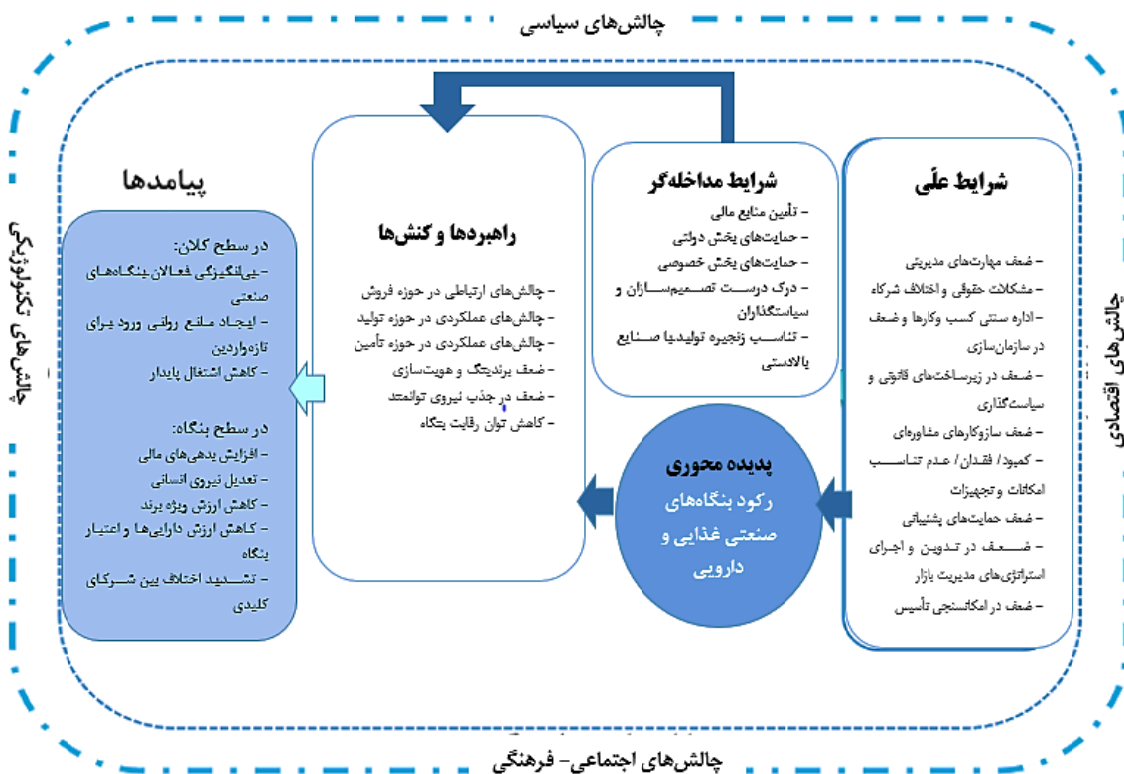 چالش‌های سیاسی
چالش‌های اقتصادی
شرایط علّی
- ضعف مهارت‌های مدیریتی
- مشکلات حقوقی و اختلاف شرکاء
- اداره سنتی کسب وکارها و ضعف
در سازمان‌سازی
- ضعف در زیرساخت‌های قانونی و
سیاست‌گذاری
- ضعف سازوکارهای مشاوره‌ای
- کمبود/ فقدان/ عدم تناسب
امکانات و تجهیزات
- ضعف حمایت‌های پشتیبانی
- ضعف در تدوین و اجرای
استراتژی‌های مدیریت بازار
- ضعف در امکانسنجی تأسیس
شرایط مداخله‌گر
- تأمین منابع مالی
- حمایت‌های بخش دولتی
- حمایت‌های بخش خصوصی
- درک درست تصمیم‌سازان و
سیاستگذاران
- تناسب زنجیره تولیدبا صنایع
بالادستی
پدیده محوری
رکود بنگاه‌های
صنعتی غذایی و
دارویی
راهبردها و کنش‌ها
- چالش‌های ارتباطی در حوزه فروش
- چالش‌های عملکردی در حوزه تولید
- چالش‌های عملکردی در حوزه تأمین
- ضعف برندینگ و هویت‌سازی
- ضعف در جذب نیروی توانمند
- کاهش توان رقابت بنگاه
پیامدها
در سطح کلان:
- بی‌انگیزگی فعالان بنگاه‌های
صنعتی
- ایجاد مانع روانی ورود برای
تازه‌واردین
- کاهش اشتغال پایدار
در سطح بنگاه:
- افزایش بدهی‌های مالی
- تعدیل نیروی انسانی
- کاهش ارزش ویژه برند
- کاهش ارزش دارایی‌ها و اعتبار
بنگاه
- تشدید اختلاف بین شرکای
کلیدی
چالش‌های تکنولوژیکی
چالش‌های اجتماعی- فرهنگی